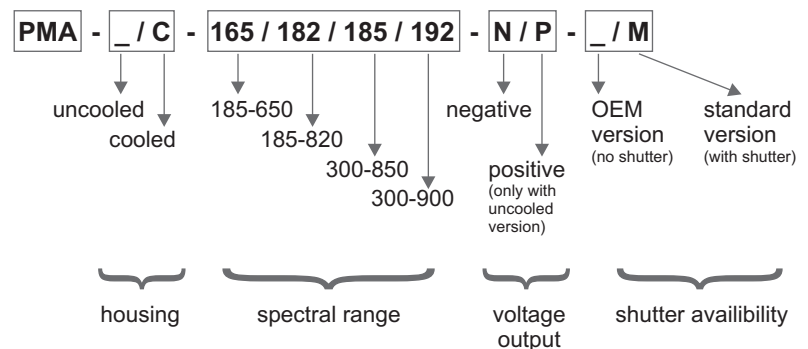 PMA - _ / C - 165 / 182 / 185 / 192 - N / P - _ / M
uncooled
cooled
185-650
185-820
300-850
300-900
negative
positive
(only with
uncooled
version)
OEM
version
(no shutter)
standard
version
(with shutter)
housing
spectral range
voltage
output
shutter availibility